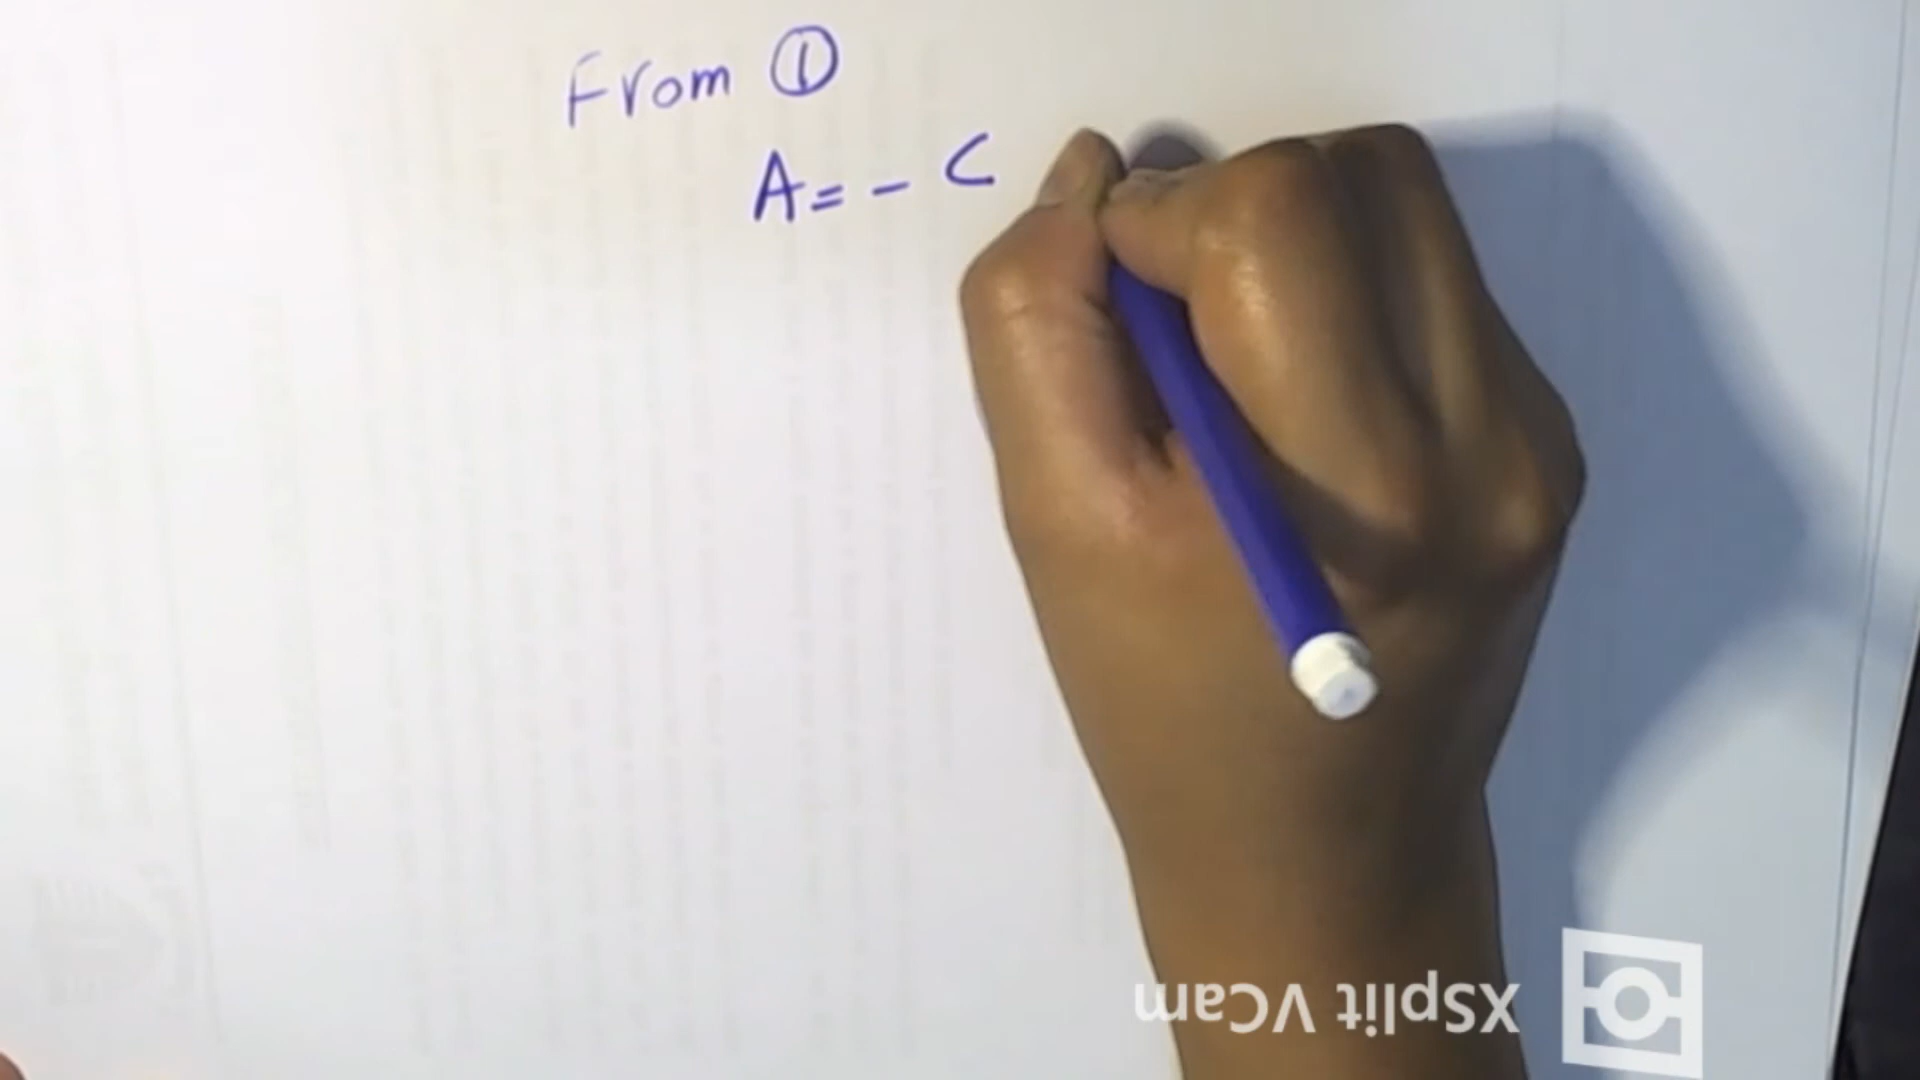 From ①
A = - C
XSplit VCam